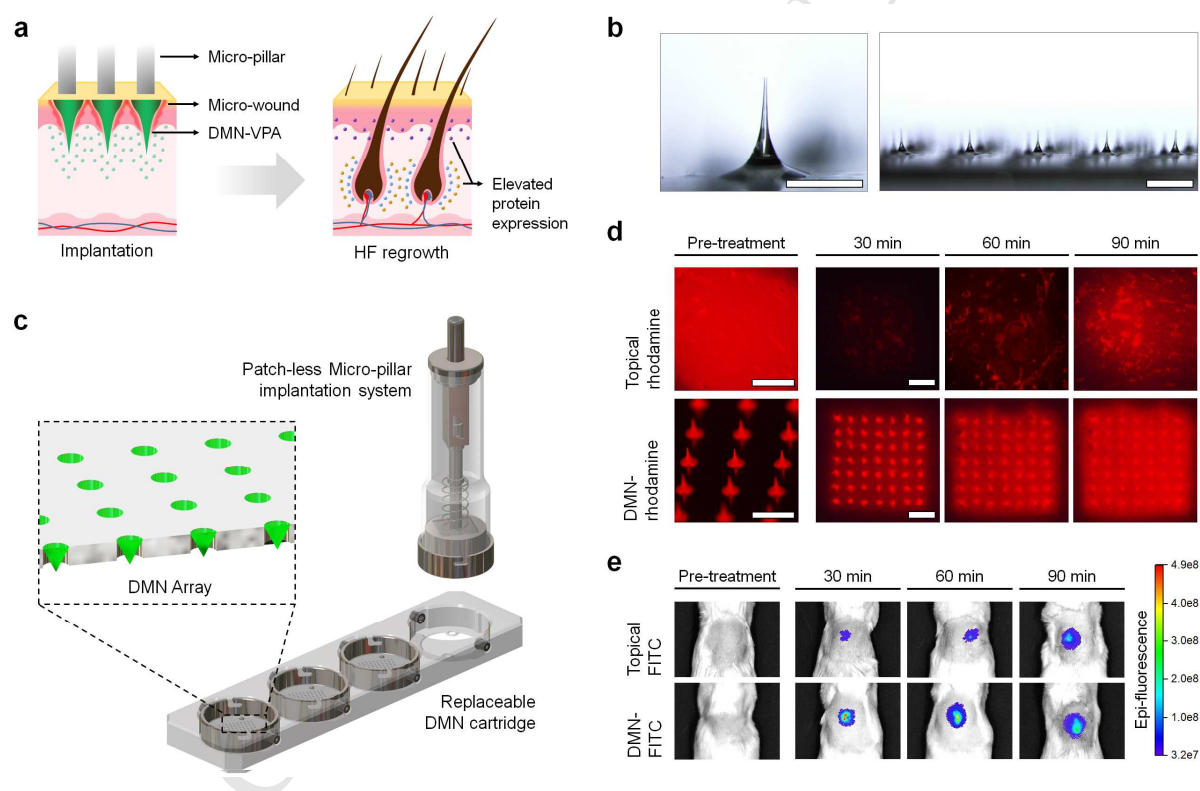 a
Micro-pillar
Micro-wound
DMN-VPA
Elevated
protein
expression
Implantation
HF regrowth
b
c
Patch-less Micro-pillar
implantation system
DMN Array
Replaceable
DMN cartridge
d
Pre-treatment
30 min
60 min
90 min
Topical
rhodamine
DMN-
rhodamine
e
Pre-treatment
30 min
60 min
90 min
Topical
FITC
DMN-
FITC
Epi-fluorescence
4.9e8
4.0e8
3.0e8
2.0e8
1.0e8
3.2e7